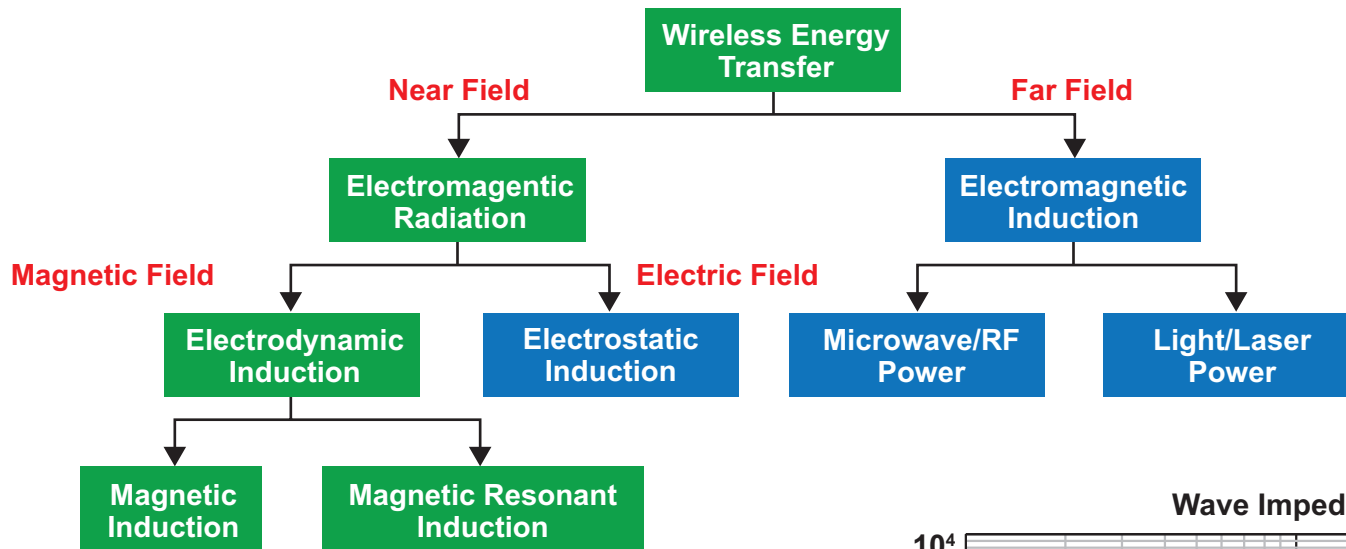 Wireless Energy
Transfer
Near Field
Far Field
Electromagentic
Radiation
Electromagnetic
Induction
Magnetic Field
Electric Field
Electrodynamic
Induction
Electrostatic
Induction
Microwave/RF
Power
Light/Laser
Power
Magnetic
Induction
Magnetic Resonant
Induction
Wave Imped
10⁴